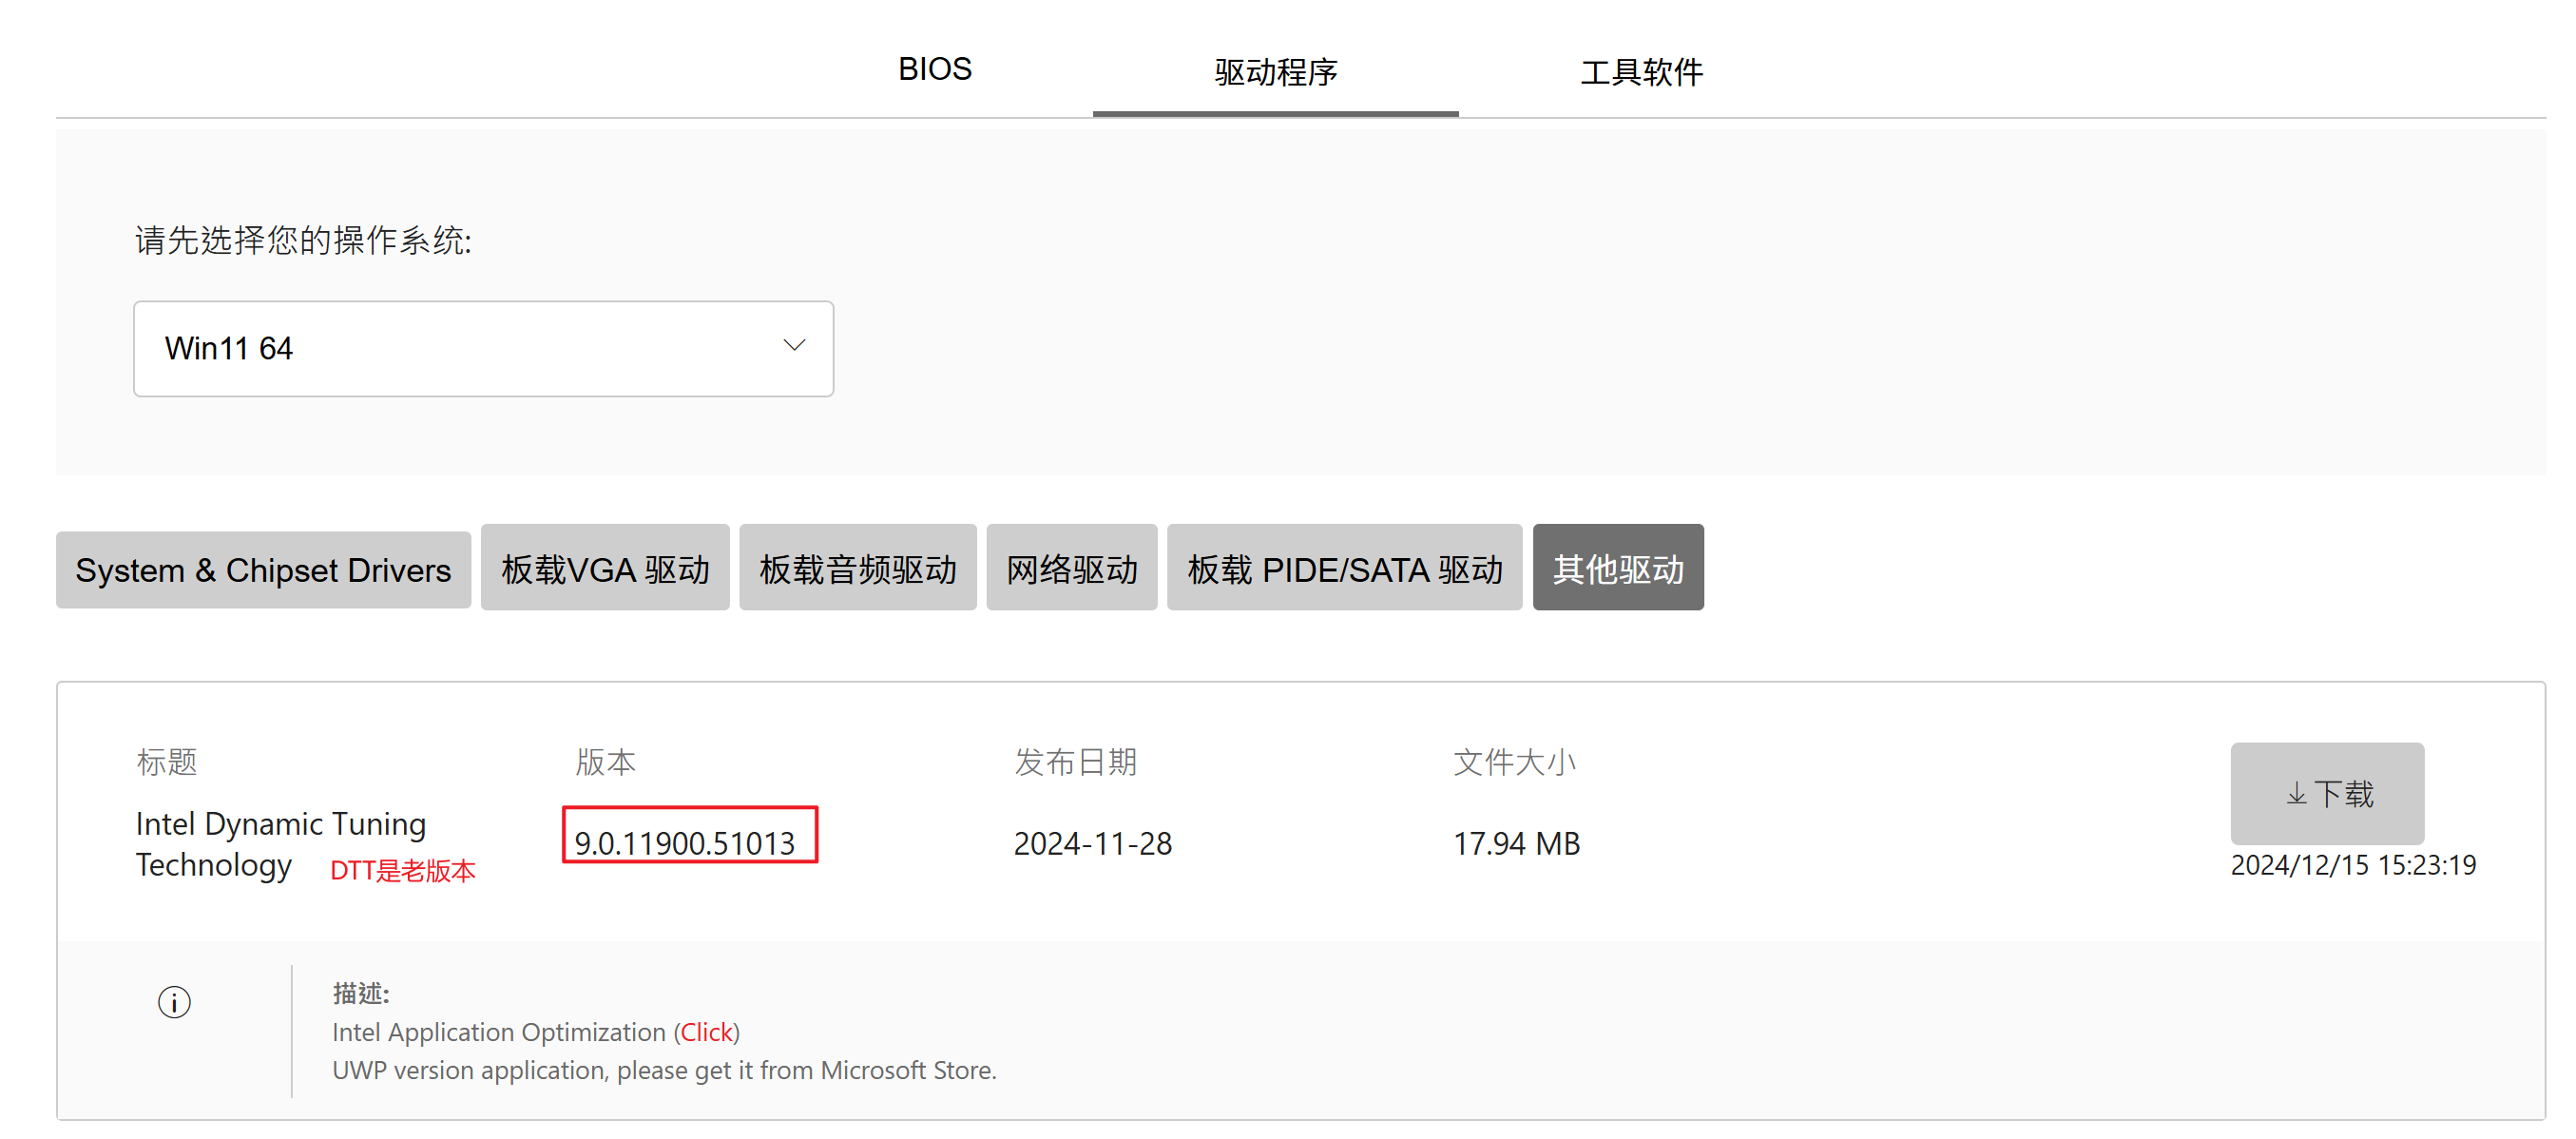 BIOS
驱动程序
工具软件
请先选择您的操作系统:
Win11 64
System & Chipset Drivers
板载VGA 驱动
板载音频驱动
网络驱动
板载 PIDE/SATA 驱动
其他驱动
标题
版本
发布日期
文件大小
下载
Intel Dynamic Tuning
Technology
DTT是老版本
9.0.11900.51013
2024-11-28
17.94 MB
2024/12/15 15:23:19
描述:
Intel Application Optimization (Click)
UWP version application, please get it from Microsoft Store.